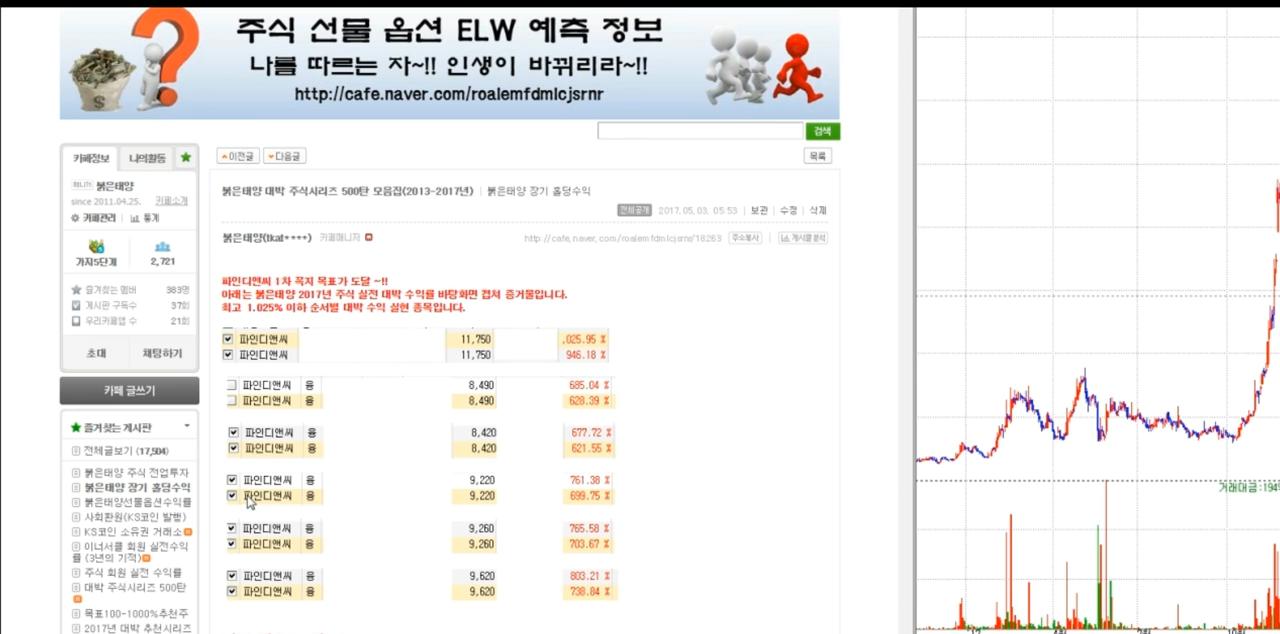 주식 선물 옵션 ELW 예측 정보
나를 따르는 자~!! 인생이 바뀌리라~!!
http://cafe.naver.com/roalemfdmlcjsrnr
검색
카페정보 나의활동
이전글 다음글
목록
붉은태양
since 2011.04.25. 카페소개
카페관리 통계
가지5단계 2,721
즐겨찾는 멤버 383명
게시판 구독수 37회
우리카페앱 수 21회
초대 채팅하기
카페 글쓰기
즐겨찾는 게시판
전체글보기 (17,504)
붉은태양 주식 전업투자
붉은태양 장기 홀딩수익
붉은태양선물옵션수익률
사회환원(KS코인 발행)
KS코인 소유권 거래소
이너서클 회원 실전수익
률 (3년의 기적)
주식 회원 실전 수익률
대박 주식시리즈 500탄
목표100-1000%추천주
2017년 대박 추천시리즈
붉은태양 대박 주식시리즈 500탄 모음집(2013-2017년) | 붉은태양 장기 홀딩수익
전체공개 2017.05.03. 05:53 | 보관 | 수정 | 삭제
붉은태양(tkat****) 카페매니저
http://cafe.naver.com/roalemfdmlcjsrnr/18263 주소복사 | 게시글 분석
파인디앤씨 1차 쪽지 목표가 도달 ~!!
아래는 붉은태양 2017년 주식 실전 대박 수익률 바탕화면 캡처 증거물입니다.
최고 1.025% 이하 순서별 대박 수익 실현 종목입니다.
파인디앤씨 11,750 ,025.95 %
파인디앤씨 11,750 946.18 %
파인디앤씨 융 8,490 685.04 %
파인디앤씨 융 8,490 628.39 %
파인디앤씨 융 8,420 677.72 %
파인디앤씨 융 8,420 621.55 %
파인디앤씨 융 9,220 761.38 %
파인디앤씨 융 9,220 699.75 %
파인디앤씨 융 9,260 765.58 %
파인디앤씨 융 9,260 703.67 %
파인디앤씨 융 9,620 803.21 %
파인디앤씨 융 9,620 738.84 %
거래대금:194